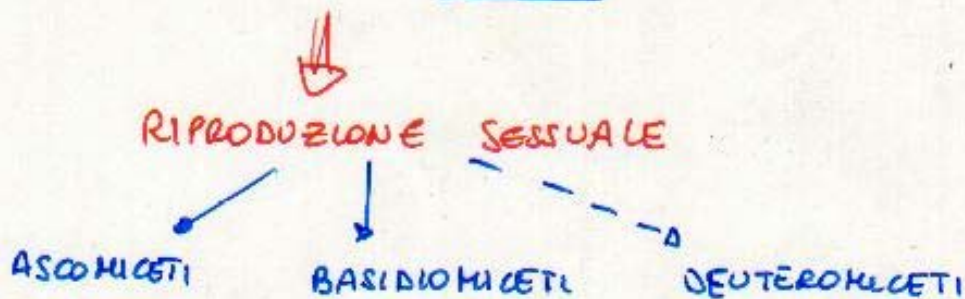 RIPRODUZIONE SESSUALE
ASCOMICETI BASIDIOMICETI DEUTEROMICETI